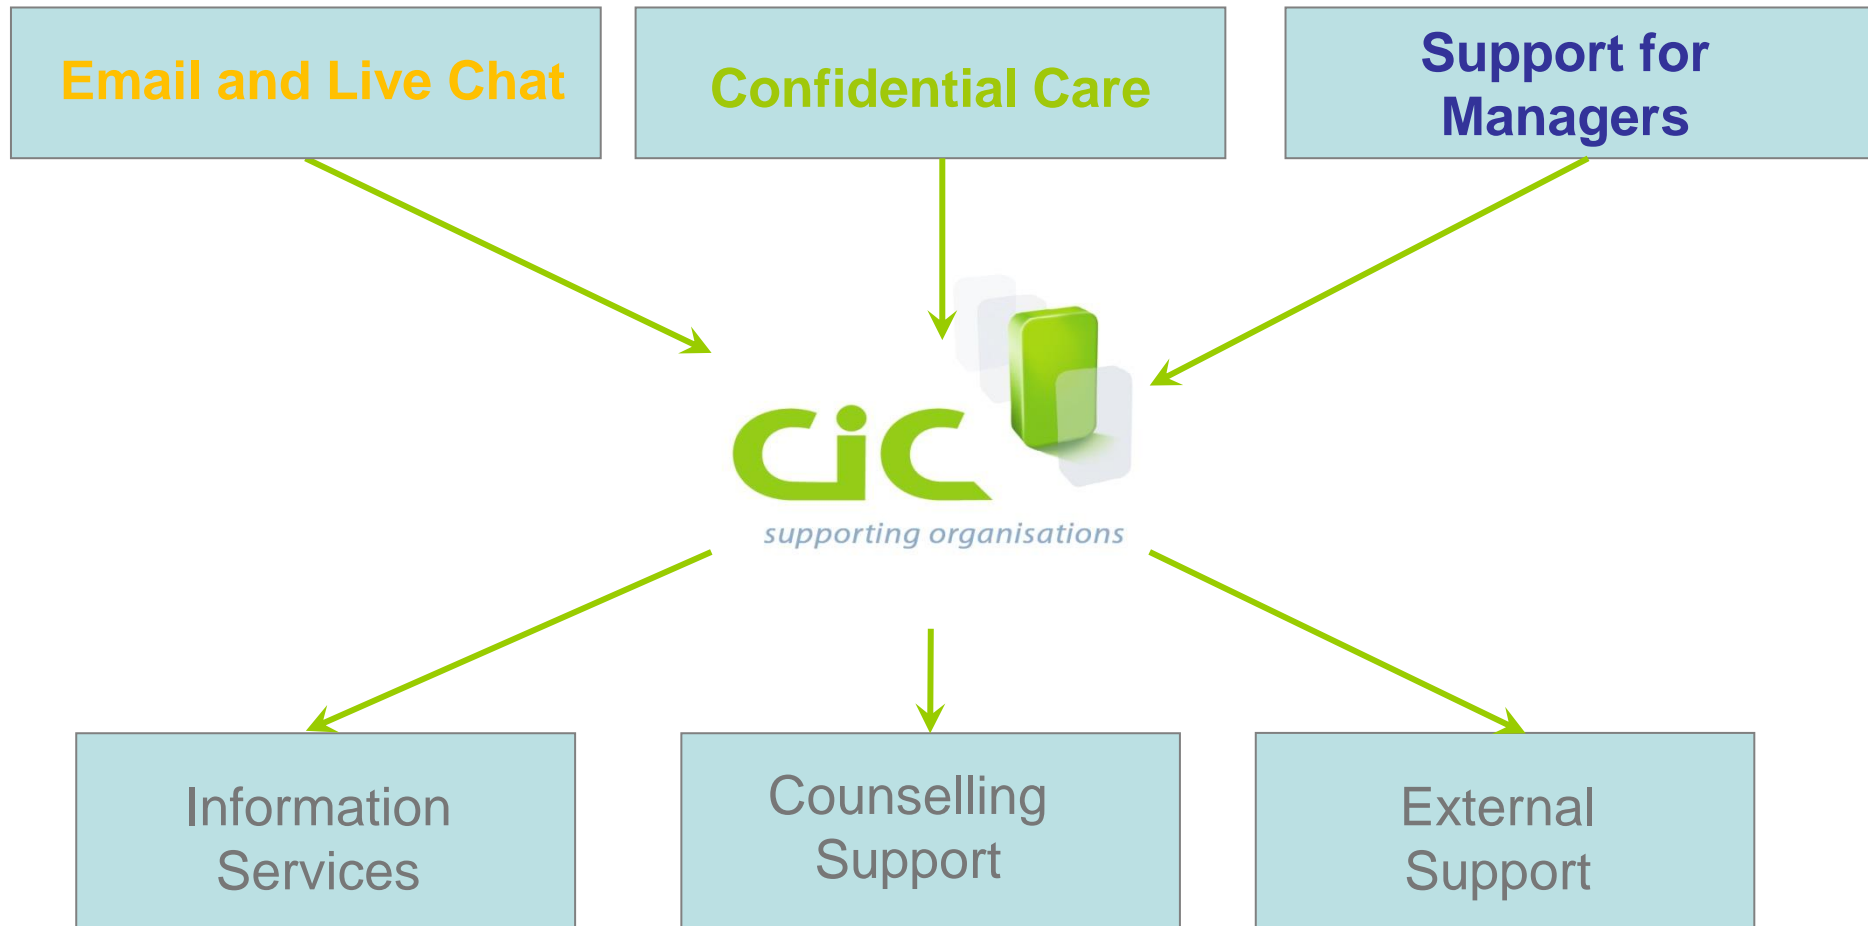 Email and Live Chat
Confidential Care
Support for
Managers
CiC
supporting organisations
Information
Services
Counselling
Support
External
Support